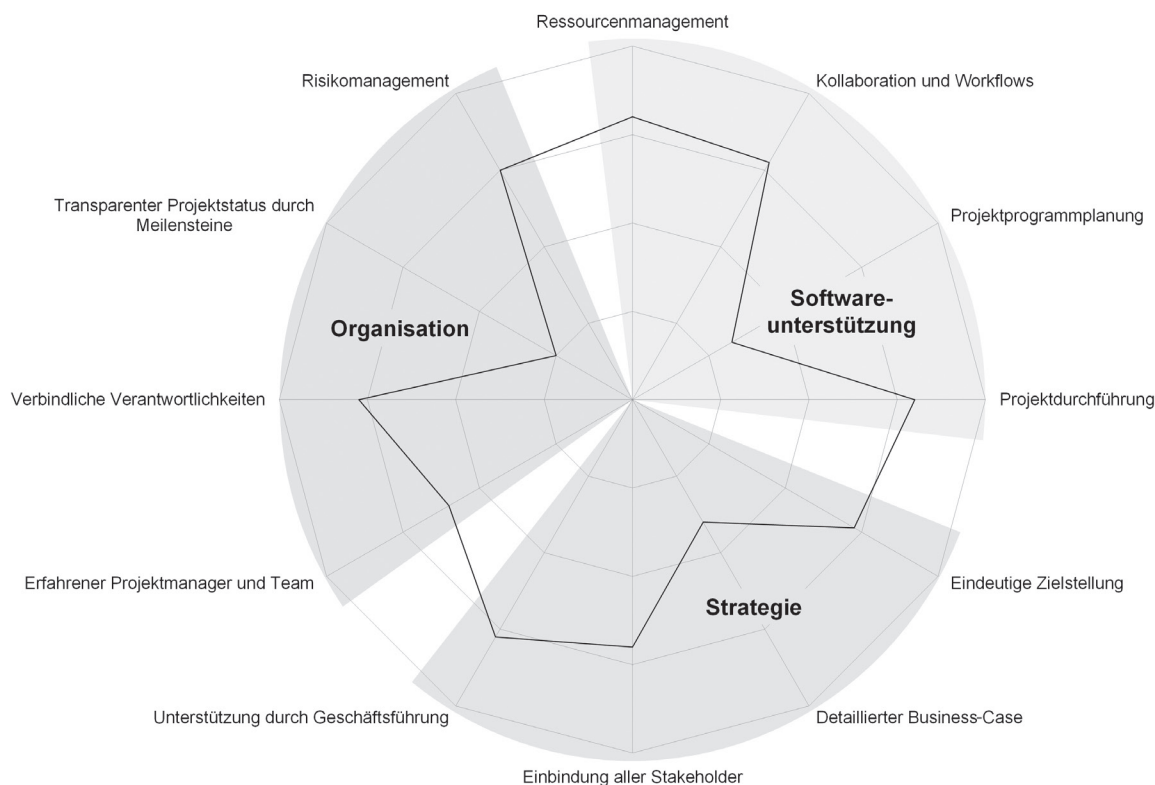 Ressourcenmanagement
Risikomanagement
Kollaboration und Workflows
Transparenter Projektstatus durch
Meilensteine
Projektprogrammplanung
Organisation
Software-
unterstützung
Verbindliche Verantwortlichkeiten
Projektdurchführung
Erfahrener Projektmanager und Team
Eindeutige Zielstellung
Strategie
Unterstützung durch Geschäftsführung
Detaillierter Business-Case
Einbindung aller Stakeholder